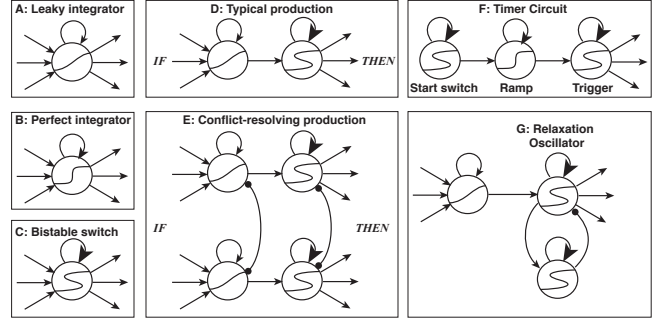 A: Leaky integrator
D: Typical production
IF
THEN
F: Timer Circuit
Start switch
Ramp
Trigger
B: Perfect integrator
E: Conflict-resolving production
IF
THEN
G: Relaxation
Oscillator
C: Bistable switch